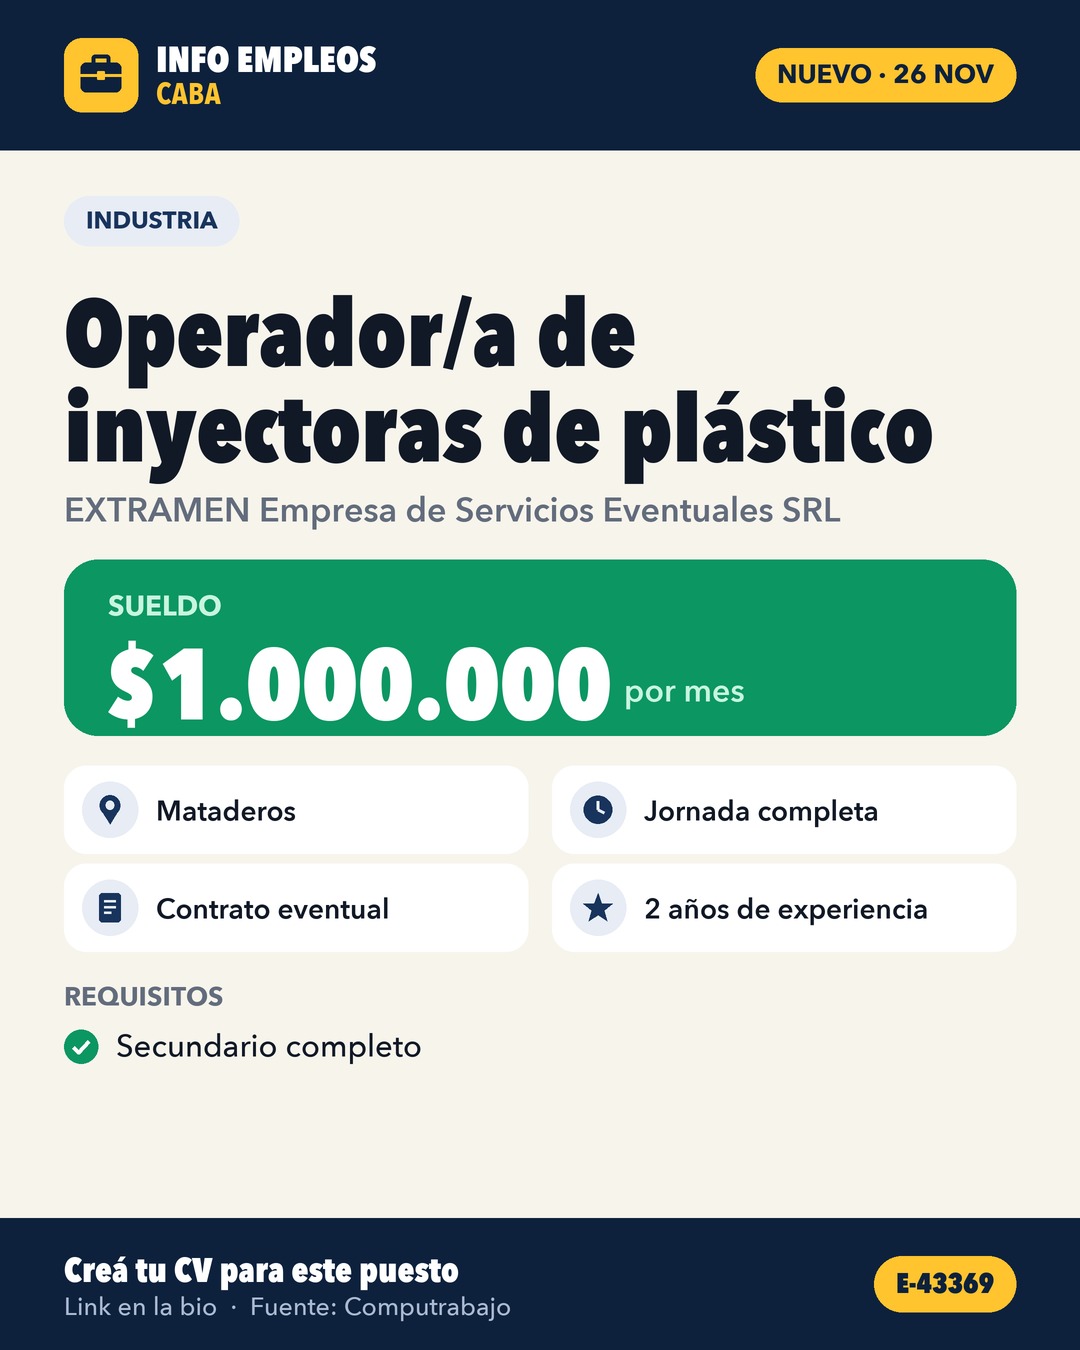 INFO EMPLEOS
CABA
NUEVO · 26 NOV
INDUSTRIA
Operador/a de
inyectoras de plástico
EXTRAMEN Empresa de Servicios Eventuales SRL
SUELDO
$1.000.000 por mes
Mataderos
Jornada completa
Contrato eventual
2 años de experiencia
REQUISITOS
Secundario completo
Creá tu CV para este puesto
Link en la bio · Fuente: Computrabajo
E-43369